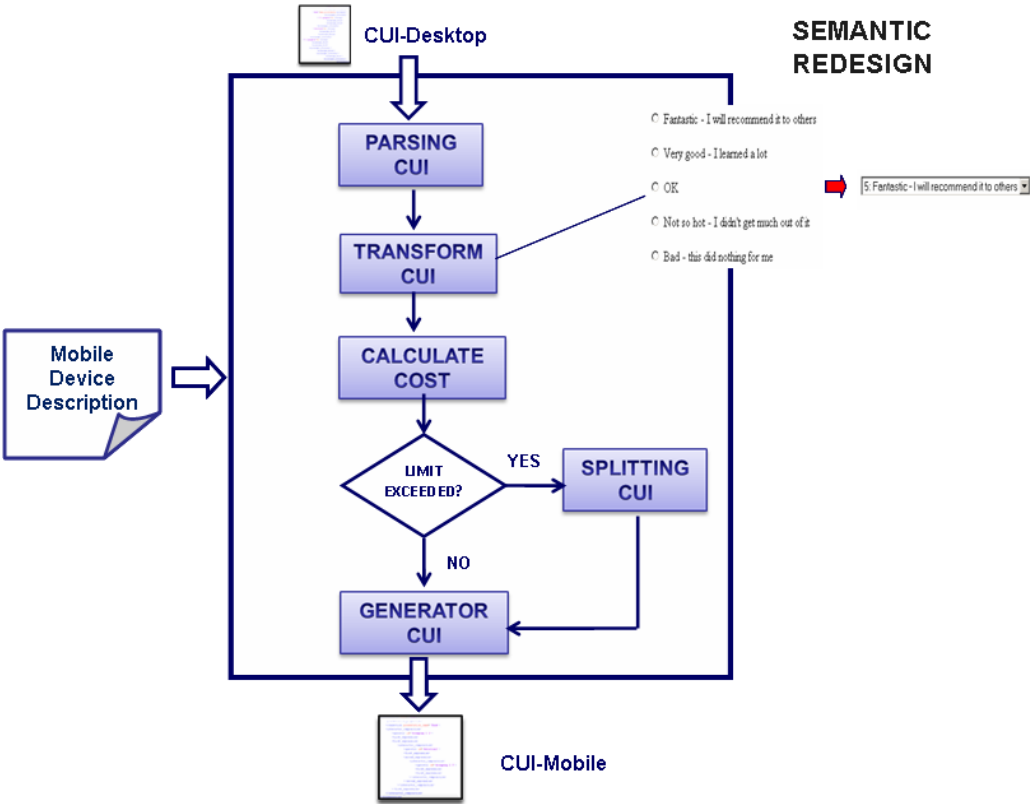 CUI-Desktop
SEMANTIC
REDESIGN
PARSING
CUI
Fantastic - I will recommend it to others
Very good - I learned a lot
OK
5: Fantastic - I will recommend it to others
Not so hot - I didn't get much out of it
Bad - this did nothing for me
TRANSFORM
CUI
Mobile
Device
Description
CALCULATE
COST
LIMIT
EXCEEDED?
YES
SPLITTING
CUI
NO
GENERATOR
CUI
CUI-Mobile